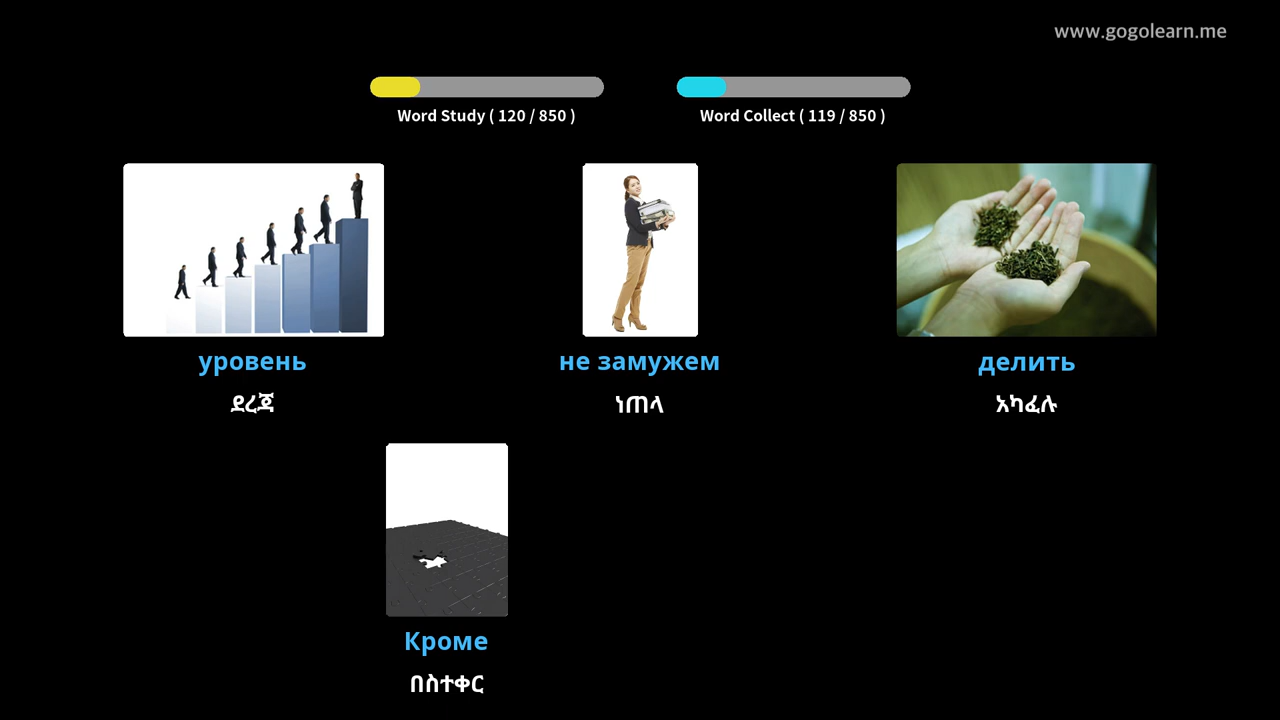 www.gogolearn.me
Word Study ( 120 / 850 )
Word Collect ( 119 / 850 )
уровень
не замужем
делить
ደረጃ
ነጠላ
አካፈሉ
Кроме
በስተቀር